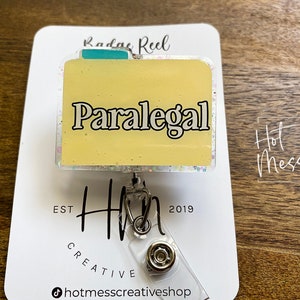 Badge Reel
Paralegal
Hot
Mess
EST Hm 2019
CREATIVE
hotmesscreativeshop